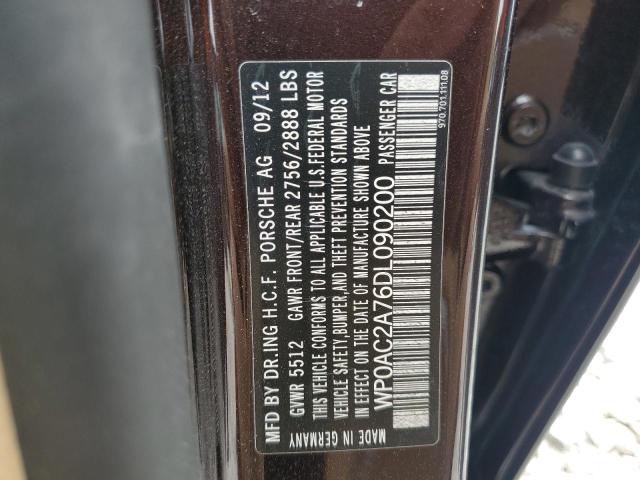 MFD BY DR.ING H.C.F. PORSCHE AG 09/12
GVWR 5512 GAWR FRONT/REAR 2756/2888 LBS
THIS VEHICLE CONFORMS TO ALL APPLICABLE U.S.FEDERAL MOTOR
VEHICLE SAFETY,BUMPER,AND THEFT PREVENTION STANDARDS
IN EFFECT ON THE DATE OF MANUFACTURE SHOWN ABOVE
WP0AC2A76DL090200 PASSENGER CAR
MADE IN GERMANY
970.701.111.08